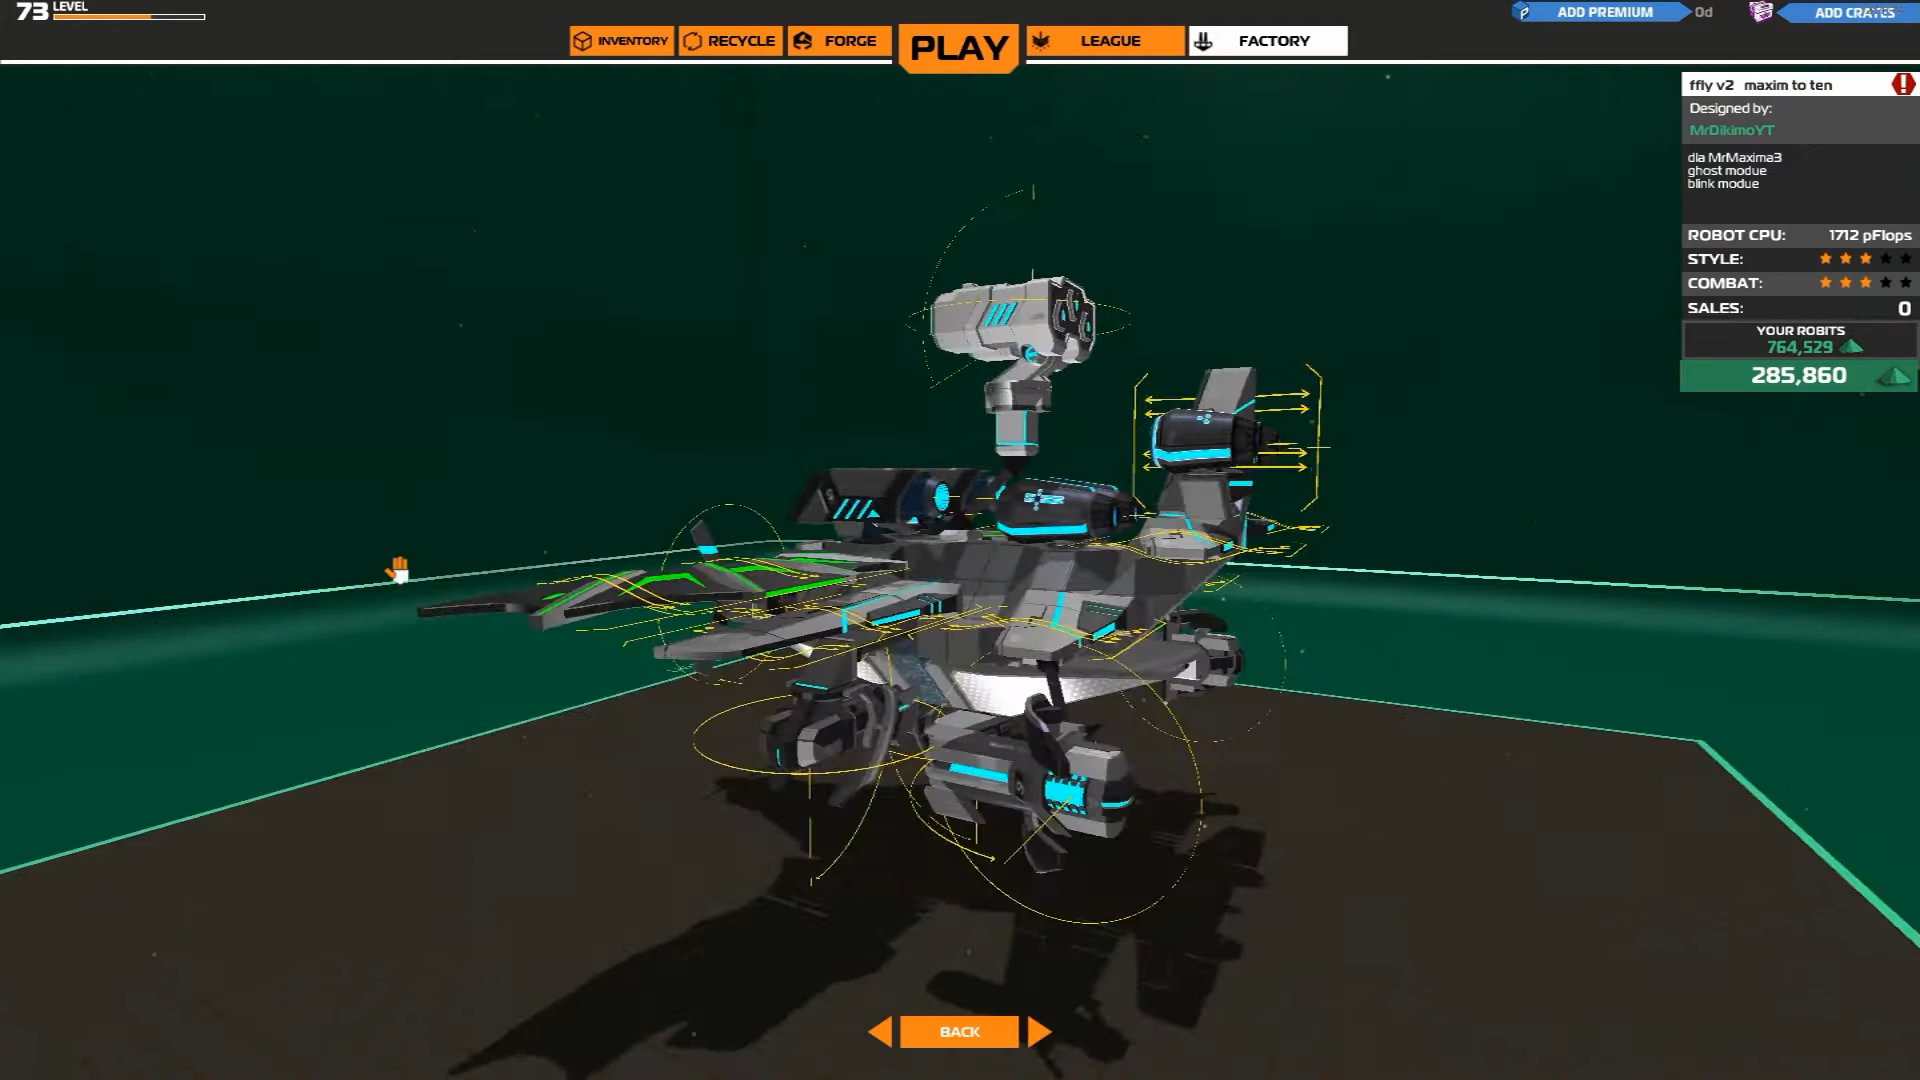 73 LEVEL
ADD PREMIUM 0d
ADD CRATES
INVENTORY
RECYCLE
FORGE
PLAY
LEAGUE
FACTORY
ffly v2 maxim to ten
Designed by:
MrDikimoYT
dla MrMaxima3
ghost modue
blink modue
ROBOT CPU: 1712 pFlops
STYLE:
COMBAT:
SALES: 0
YOUR ROBITS
764,529
285,860
BACK